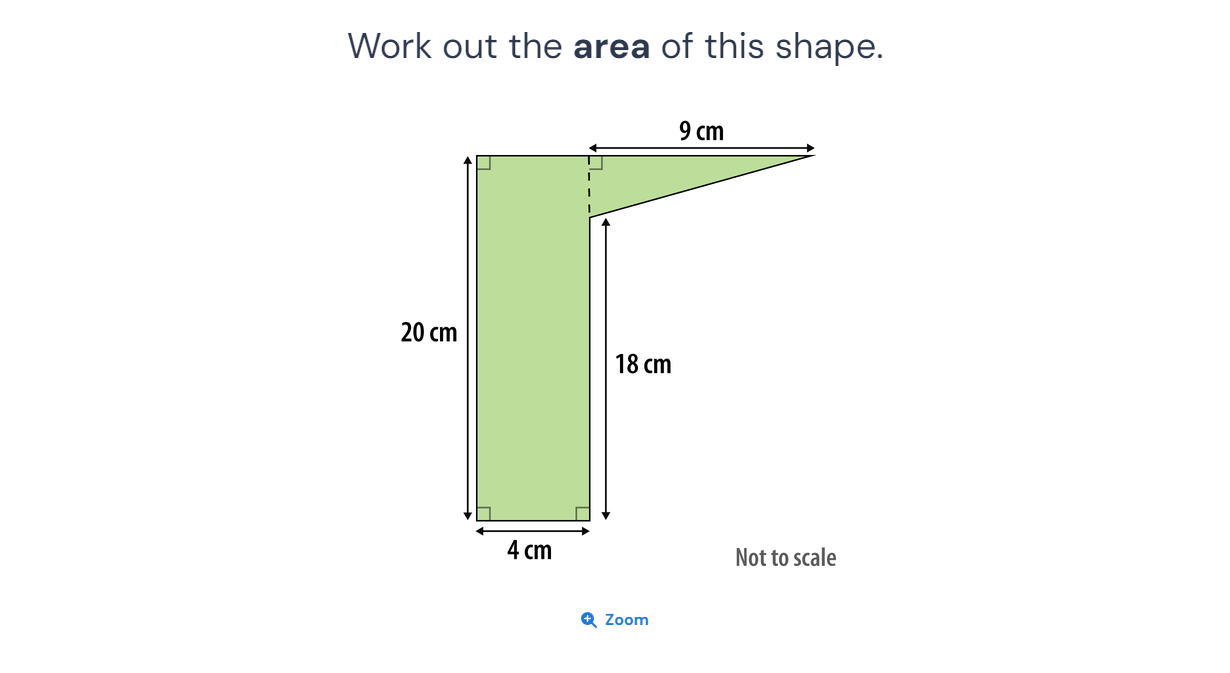 Work out the area of this shape.
9 cm
20 cm
18 cm
4 cm
Not to scale
Zoom